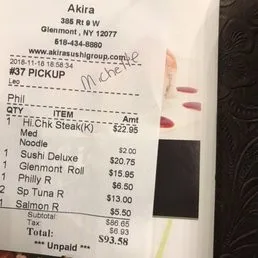 Akira
385 Rt 9 W
Glenmont , NY 12077
518-434-8880
www.akirasushigroup.com
2018-11-18 18:58:34
#37 PICKUP
Michelle
Leo
Phil
QTY ITEM Amt
1 Hi.Chk Steak(K) $22.95
Med
Noodle $2.00
1 Sushi Deluxe $20.75
1 Glenmont Roll $15.95
1 Philly R $6.50
2 Sp Tuna R $13.00
1 Salmon R $5.50
Subtotal: $86.65
Tax: $6.93
Total: $93.58
*** Unpaid ***